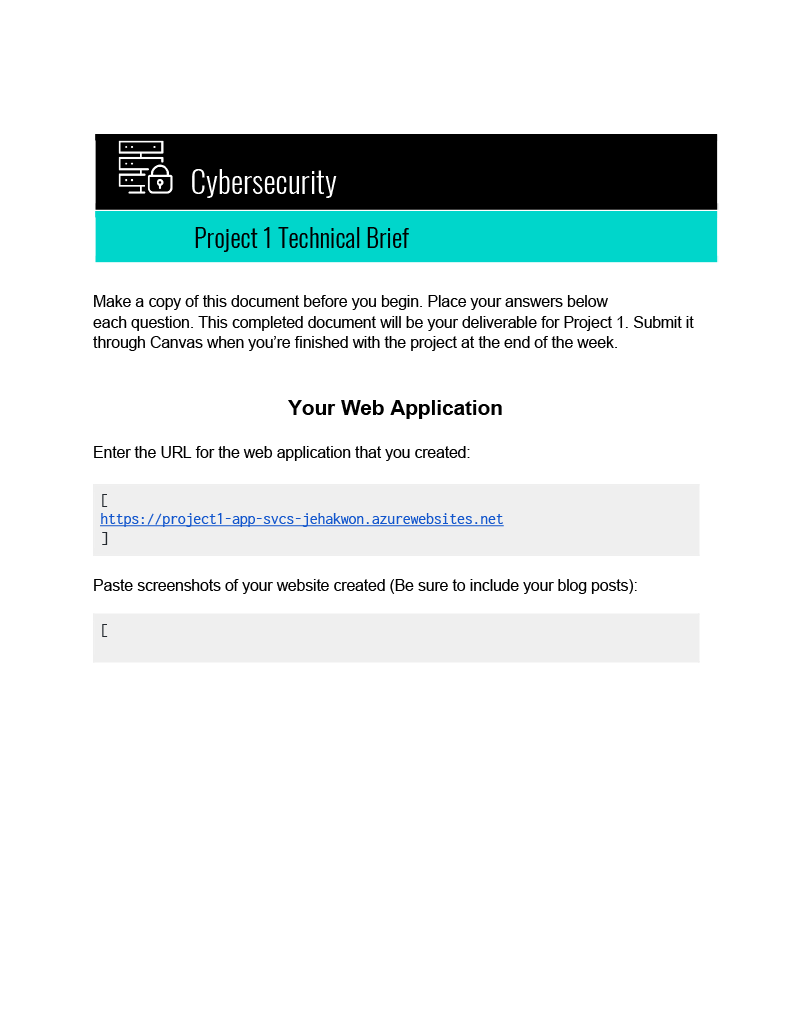 Cybersecurity
Project 1 Technical Brief
Make a copy of this document before you begin. Place your answers below
each question. This completed document will be your deliverable for Project 1. Submit it
through Canvas when you’re finished with the project at the end of the week.
Your Web Application
Enter the URL for the web application that you created:
[
https://project1-app-svcs-jehakwon.azurewebsites.net
]
Paste screenshots of your website created (Be sure to include your blog posts):
[